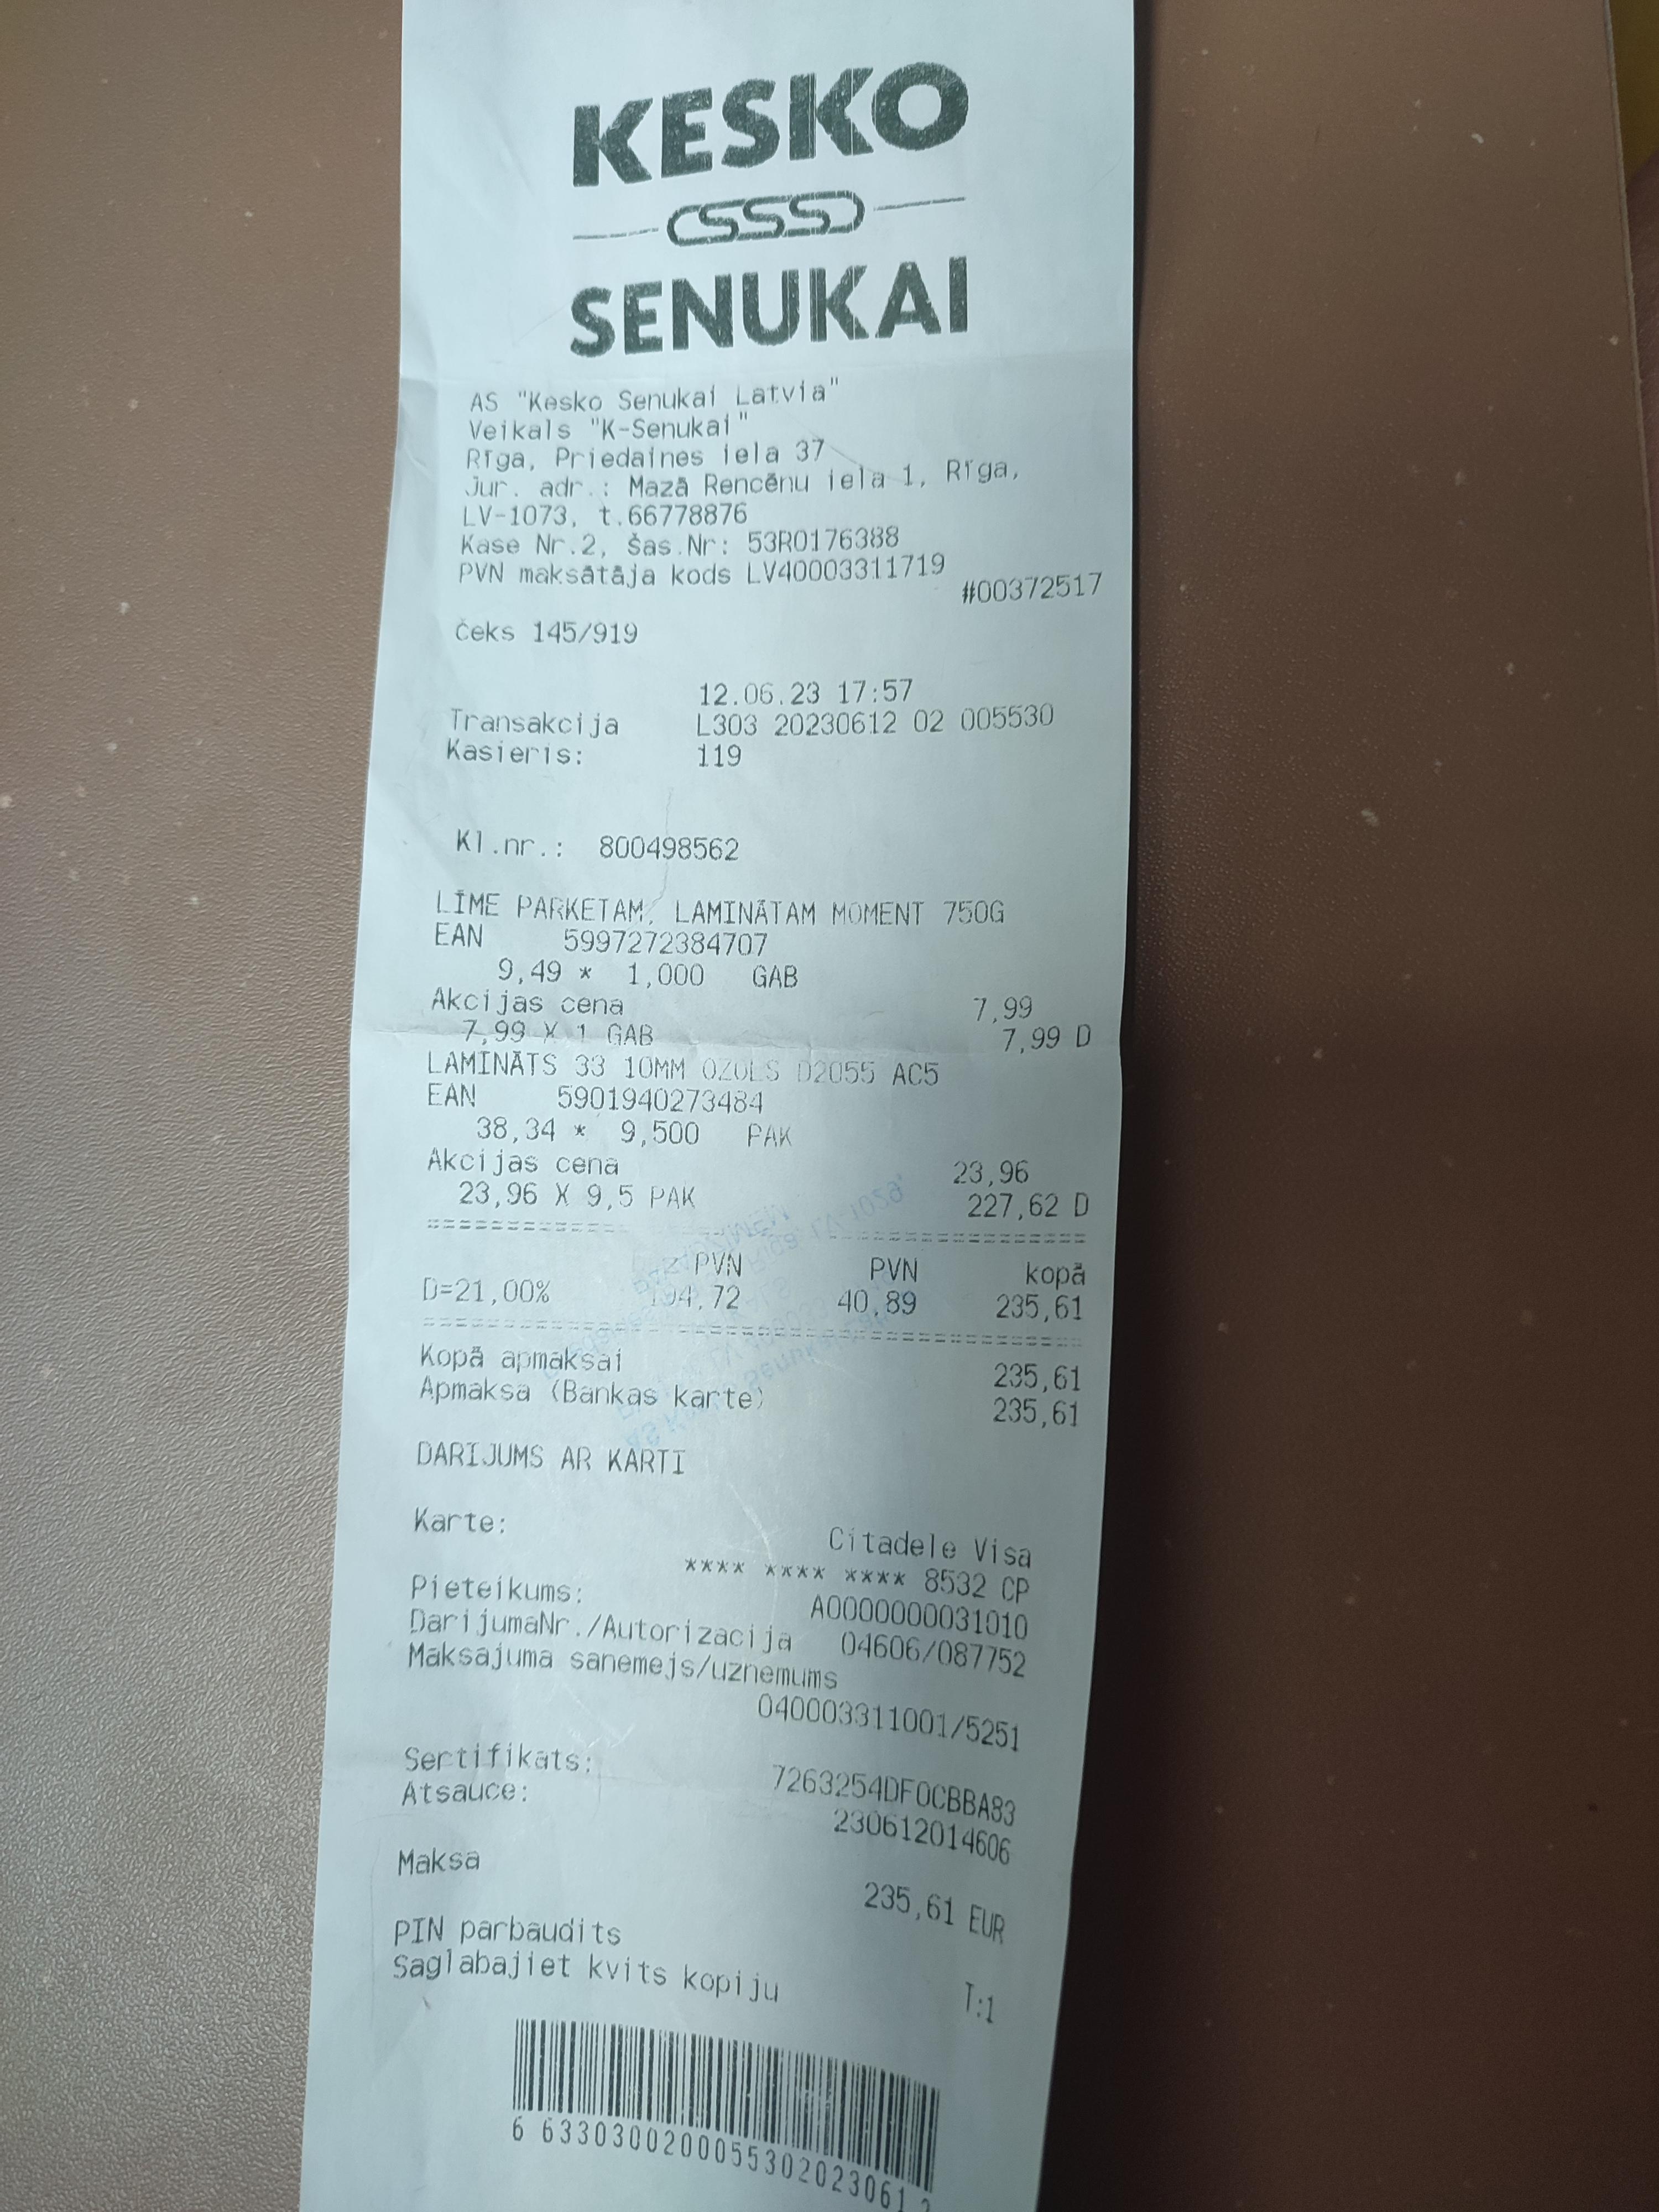 KESKO
SENUKAI
AS "Kesko Senukai Latvia"
Veikals "K-Senukai"
Rīga, Priedaines iela 37
Jur. adr.: Mazā Rencēnu iela 1, Rīga,
LV-1073, t.66778876
Kase Nr.2, šas.Nr: 53R0176388
PVN maksātāja kods LV40003311719
#00372517
čeks 145/919
12.06.23 17:57
Transakcija L303 20230612 02 005530
Kasieris: 119
Kl.nr.: 800498562
LĪME PARKETAM, LAMINĀTAM MOMENT 750G
EAN 5997272384707
9,49 * 1,000 GAB
Akcijas cena 7,99
7,99 X 1 GAB 7,99 D
LAMINĀTS 33 10MM OZOLS D2055 AC5
EAN 5901940273484
38,34 * 9,500 PAK
Akcijas cena 23,96
23,96 X 9,5 PAK 227,62 D
PVN PVN kopā
D=21,00% 194,72 40,89 235,61
Kopā apmaksai 235,61
Apmaksa (Bankas karte) 235,61
DARIJUMS AR KARTI
Karte: Citadele Visa
**** **** **** 8532 CP
Pieteikums: A0000000031010
DarijumaNr./Autorizacija 04606/087752
Maksajuma sanemejs/uznemums
040003311001/5251
Sertifikats: 7263254DF0CBBA83
Atsauce: 230612014606
Maksa 235,61 EUR
PIN parbaudits
Saglabajiet kvits kopiju T:1
6 6330300200055302023061